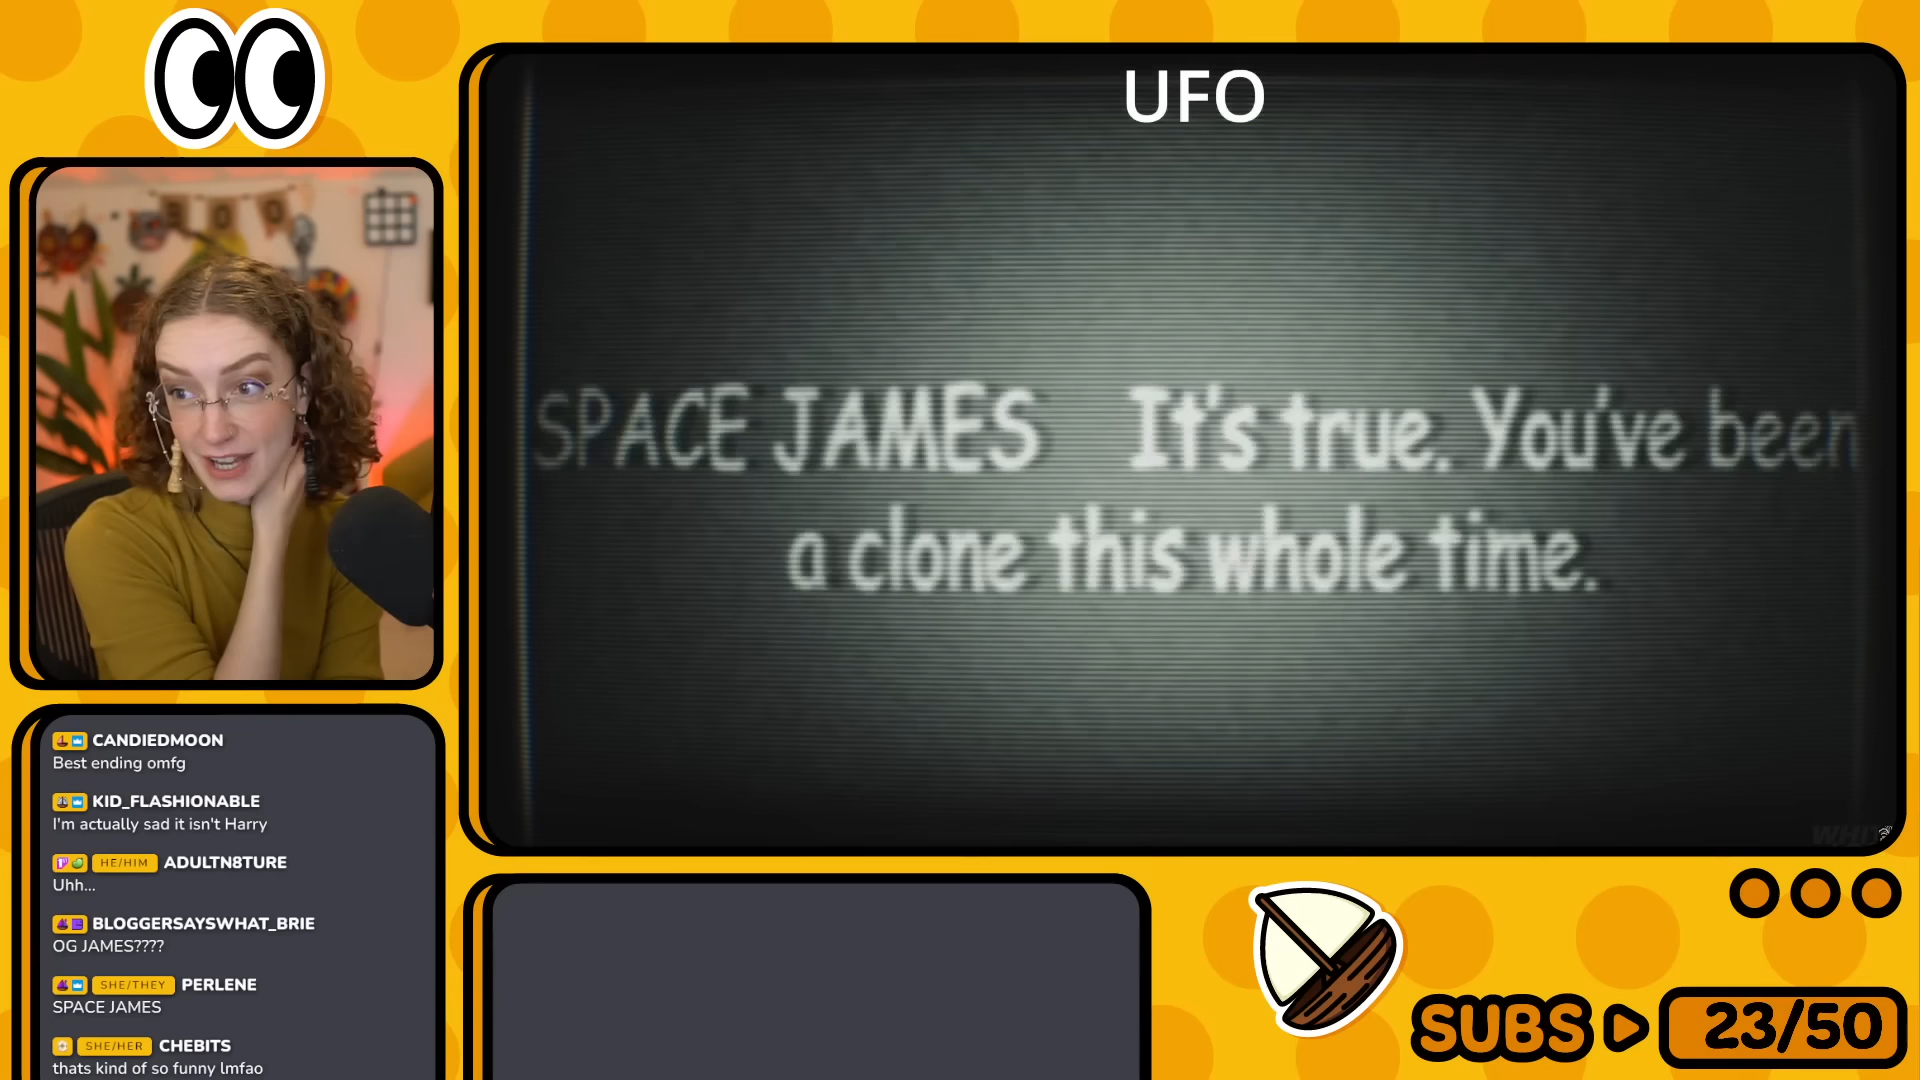 UFO
SPACE JAMES It's true. You've been
a clone this whole time.
CANDIEDMOON
Best ending omfg
KID_FLASHIONABLE
I'm actually sad it isn't Harry
HE/HIM ADULTN8TURE
Uhh...
BLOGGERSAYSWHAT_BRIE
OG JAMES????
SHE/THEY PERLENE
SPACE JAMES
SHE/HER CHEBITS
thats kind of so funny lmfao
SUBS 23/50